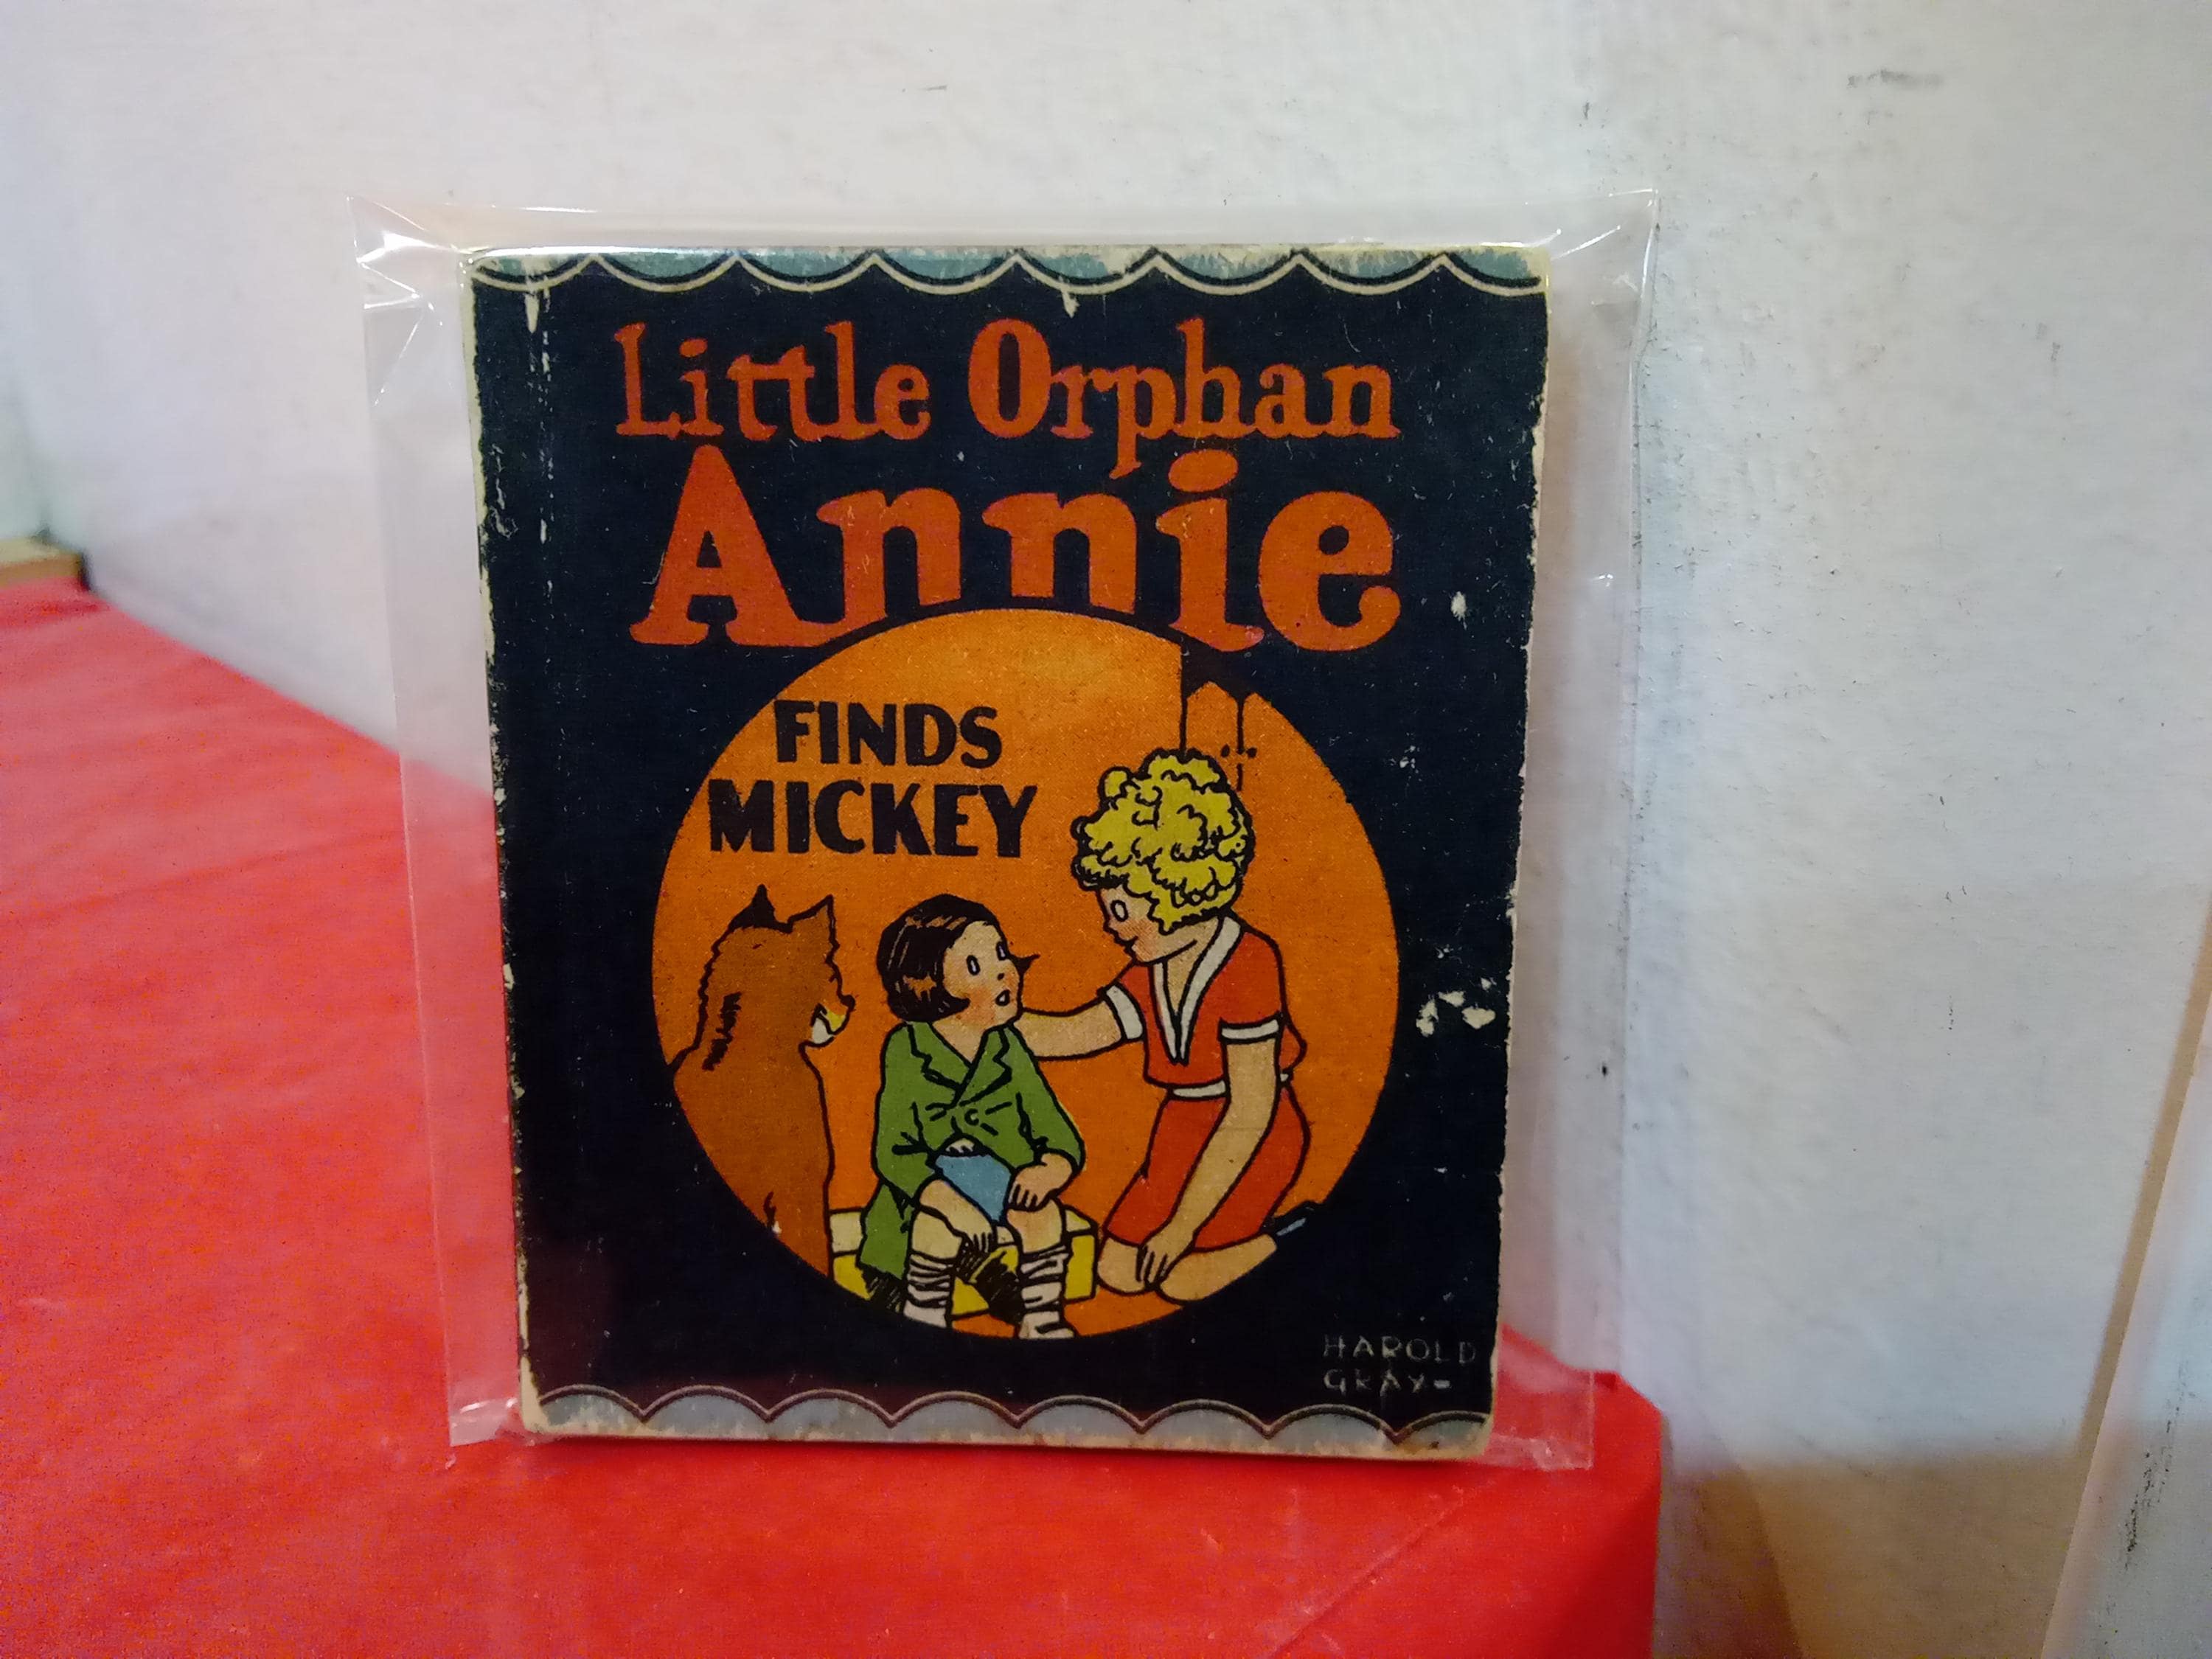 Little Orphan
Annie
FINDS
MICKEY
HAROLD
GRAY-